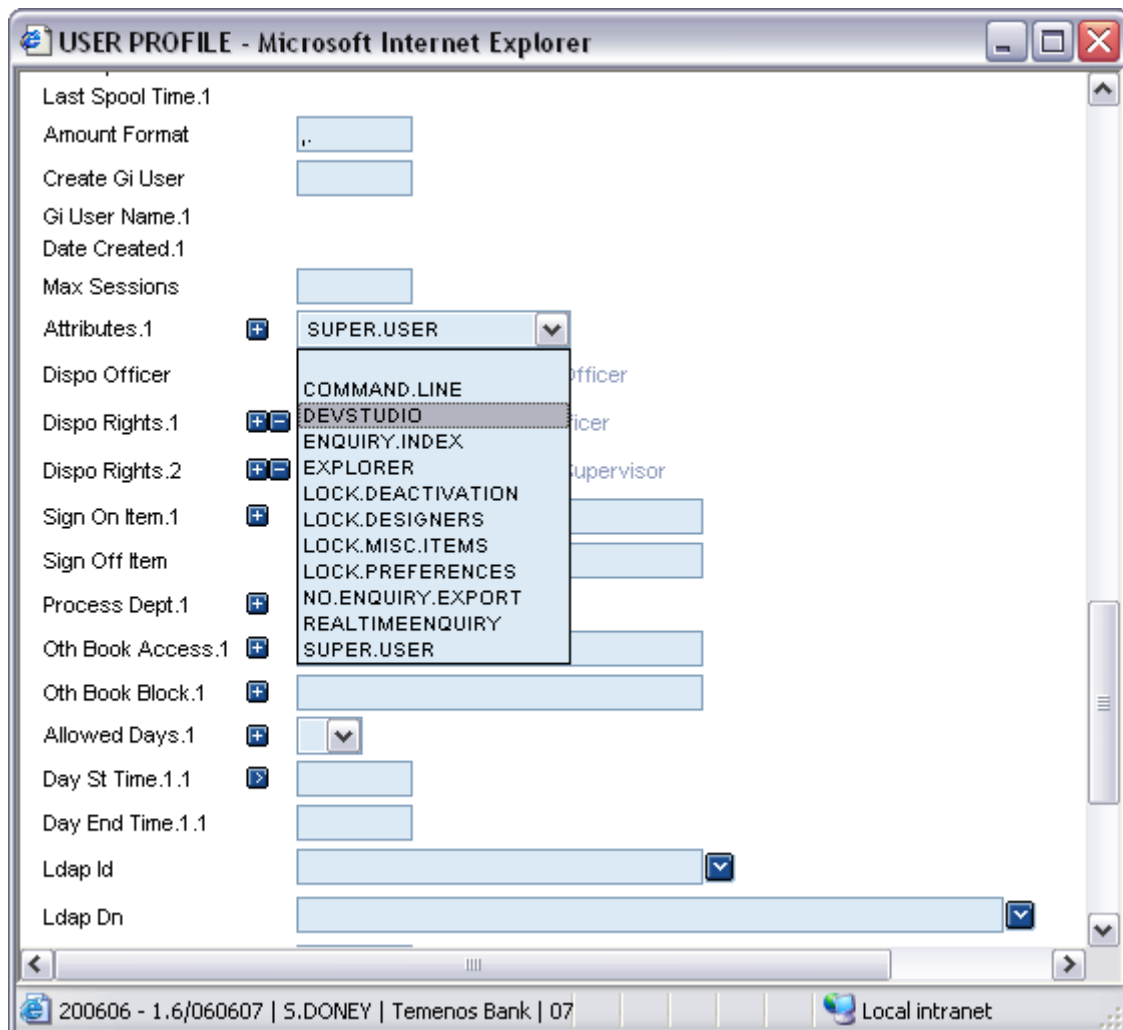 USER PROFILE - Microsoft Internet Explorer
Last Spool Time.1
Amount Format ,.
Create Gi User
Gi User Name.1
Date Created.1
Max Sessions
Attributes.1 SUPER.USER
Dispo Officer Officer
COMMAND.LINE
Dispo Rights.1 DEVSTUDIO icer
ENQUIRY.INDEX
Dispo Rights.2 EXPLORER Supervisor
LOCK.DEACTIVATION
Sign On Item.1 LOCK.DESIGNERS
LOCK.MISC.ITEMS
Sign Off Item LOCK.PREFERENCES
Process Dept.1 NO.ENQUIRY.EXPORT
REALTIMEENQUIRY
Oth Book Access.1 SUPER.USER
Oth Book Block.1
Allowed Days.1
Day St Time.1.1
Day End Time.1.1
Ldap Id
Ldap Dn
200606 - 1.6/060607 | S.DONEY | Temenos Bank | 07 Local intranet